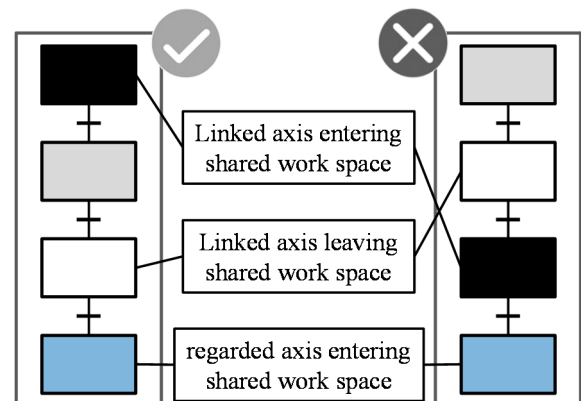 Linked axis entering
shared work space
Linked axis leaving
shared work space
regarded axis entering
shared work space